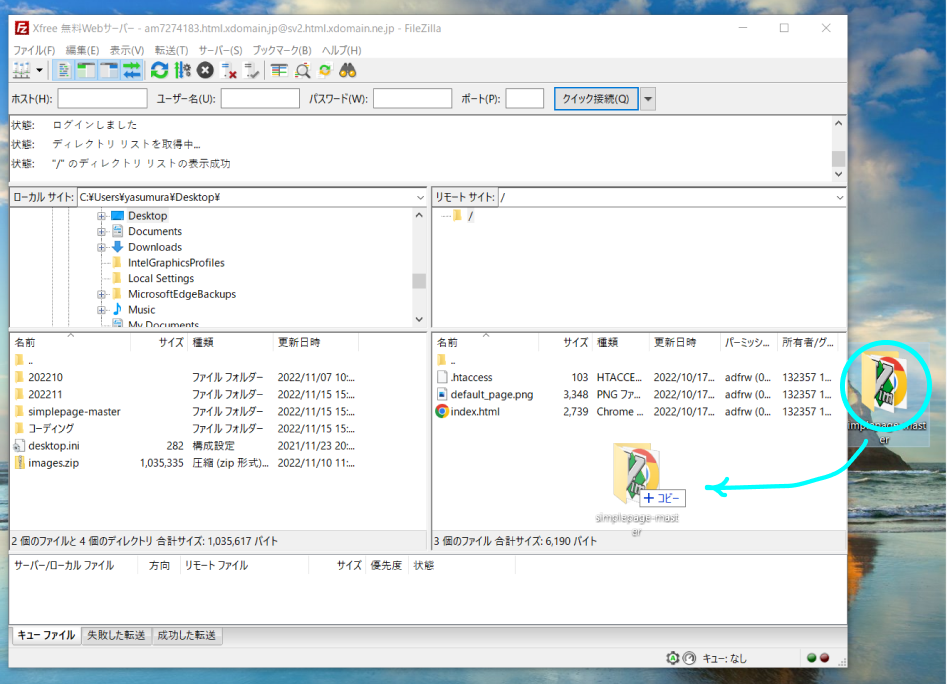 Xfree 無料Webサーバー - am7274183.html.xdomain.jp@sv2.html.xdomain.ne.jp - FileZilla
ファイル(F) 編集(E) 表示(V) 転送(T) サーバー(S) ブックマーク(B) ヘルプ(H)
ホスト(H): ユーザー名(U): パスワード(W): ポート(P): クイック接続(Q)
状態: ログインしました
状態: ディレクトリ リストを取得中...
状態: "/" のディレクトリ リストの表示成功
ローカル サイト: C:¥Users¥yasumura¥Desktop¥
リモート サイト: /
Desktop
Documents
Downloads
IntelGraphicsProfiles
Local Settings
MicrosoftEdgeBackups
Music
My Documents
/
名前 サイズ 種類 更新日時
..
202210 ファイル フォルダー 2022/11/07 10:...
202211 ファイル フォルダー 2022/11/15 15:...
simplepage-master ファイル フォルダー 2022/11/15 15:...
コーディング ファイル フォルダー 2022/11/15 15:...
desktop.ini 282 構成設定 2021/11/23 20:...
images.zip 1,035,335 圧縮 (zip 形式)... 2022/11/10 11:...
2 個のファイルと 4 個のディレクトリ 合計サイズ: 1,035,617 バイト
名前 サイズ 種類 更新日時 パーミッシ... 所有者/グ...
..
.htaccess 103 HTACCE... 2022/10/17... adfrw (0... 132357 1...
default_page.png 3,348 PNG ファ... 2022/10/17... adfrw (0... 132357 1...
index.html 2,739 Chrome ... 2022/10/17... adfrw (0... 132357 1...
コピー
simplepage-mast
er
3 個のファイル 合計サイズ: 6,190 バイト
simplepage-mast
er
サーバー/ローカル ファイル 方向 リモート ファイル サイズ 優先度 状態
キュー ファイル 失敗した転送 成功した転送
キュー: なし